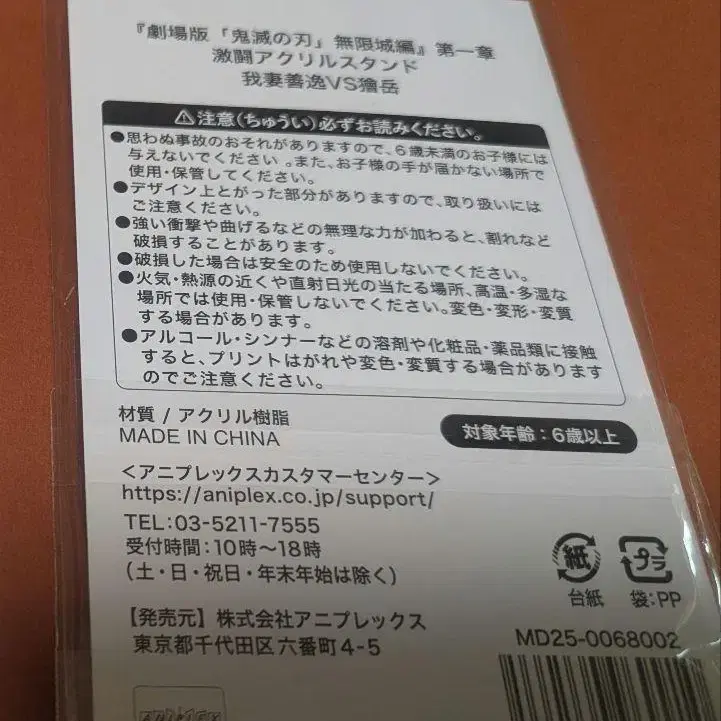 『劇場版「鬼滅の刃」無限城編』第一章
激闘アクリルスタンド
我妻善逸VS獪岳
⚠注意(ちゅうい)必ずお読みください。
●思わぬ事故のおそれがありますので、6歳未満のお子様には
与えないでください。また、お子様の手が届かない場所で
使用・保管してください。
●デザイン上とがった部分がありますので、取り扱いには
ご注意ください。
●強い衝撃や曲げるなどの無理な力が加わると、割れなど
破損することがあります。
●破損した場合は安全のため使用しないでください。
●火気・熱源の近くや直射日光の当たる場所、高温・多湿な
場所では使用・保管しないでください。変色・変形・変質
する場合があります。
●アルコール・シンナーなどの溶剤や化粧品・薬品類に接触
すると、プリントはがれや変色・変質する場合があります
のでご注意ください。
材質 / アクリル樹脂
MADE IN CHINA
対象年齢:6歳以上
<アニプレックスカスタマーセンター>
https://aniplex.co.jp/support/
TEL:03-5211-7555
受付時間:10時〜18時
(土・日・祝日・年末年始は除く)
紙
プラ
台紙
袋:PP
【発売元】株式会社アニプレックス
東京都千代田区六番町4-5
MD25-0068002
ANIPLEX